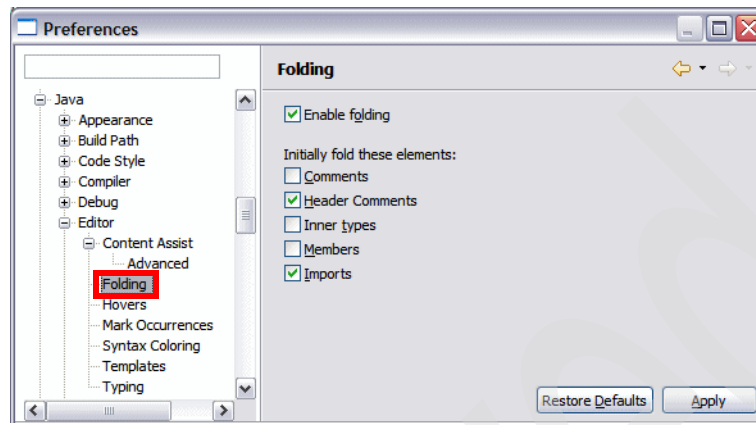 Preferences
Java
Appearance
Build Path
Code Style
Compiler
Debug
Editor
Content Assist
Advanced
Folding
Hovers
Mark Occurrences
Syntax Coloring
Templates
Typing
Folding
Enable folding
Initially fold these elements:
Comments
Header Comments
Inner types
Members
Imports
Restore Defaults
Apply